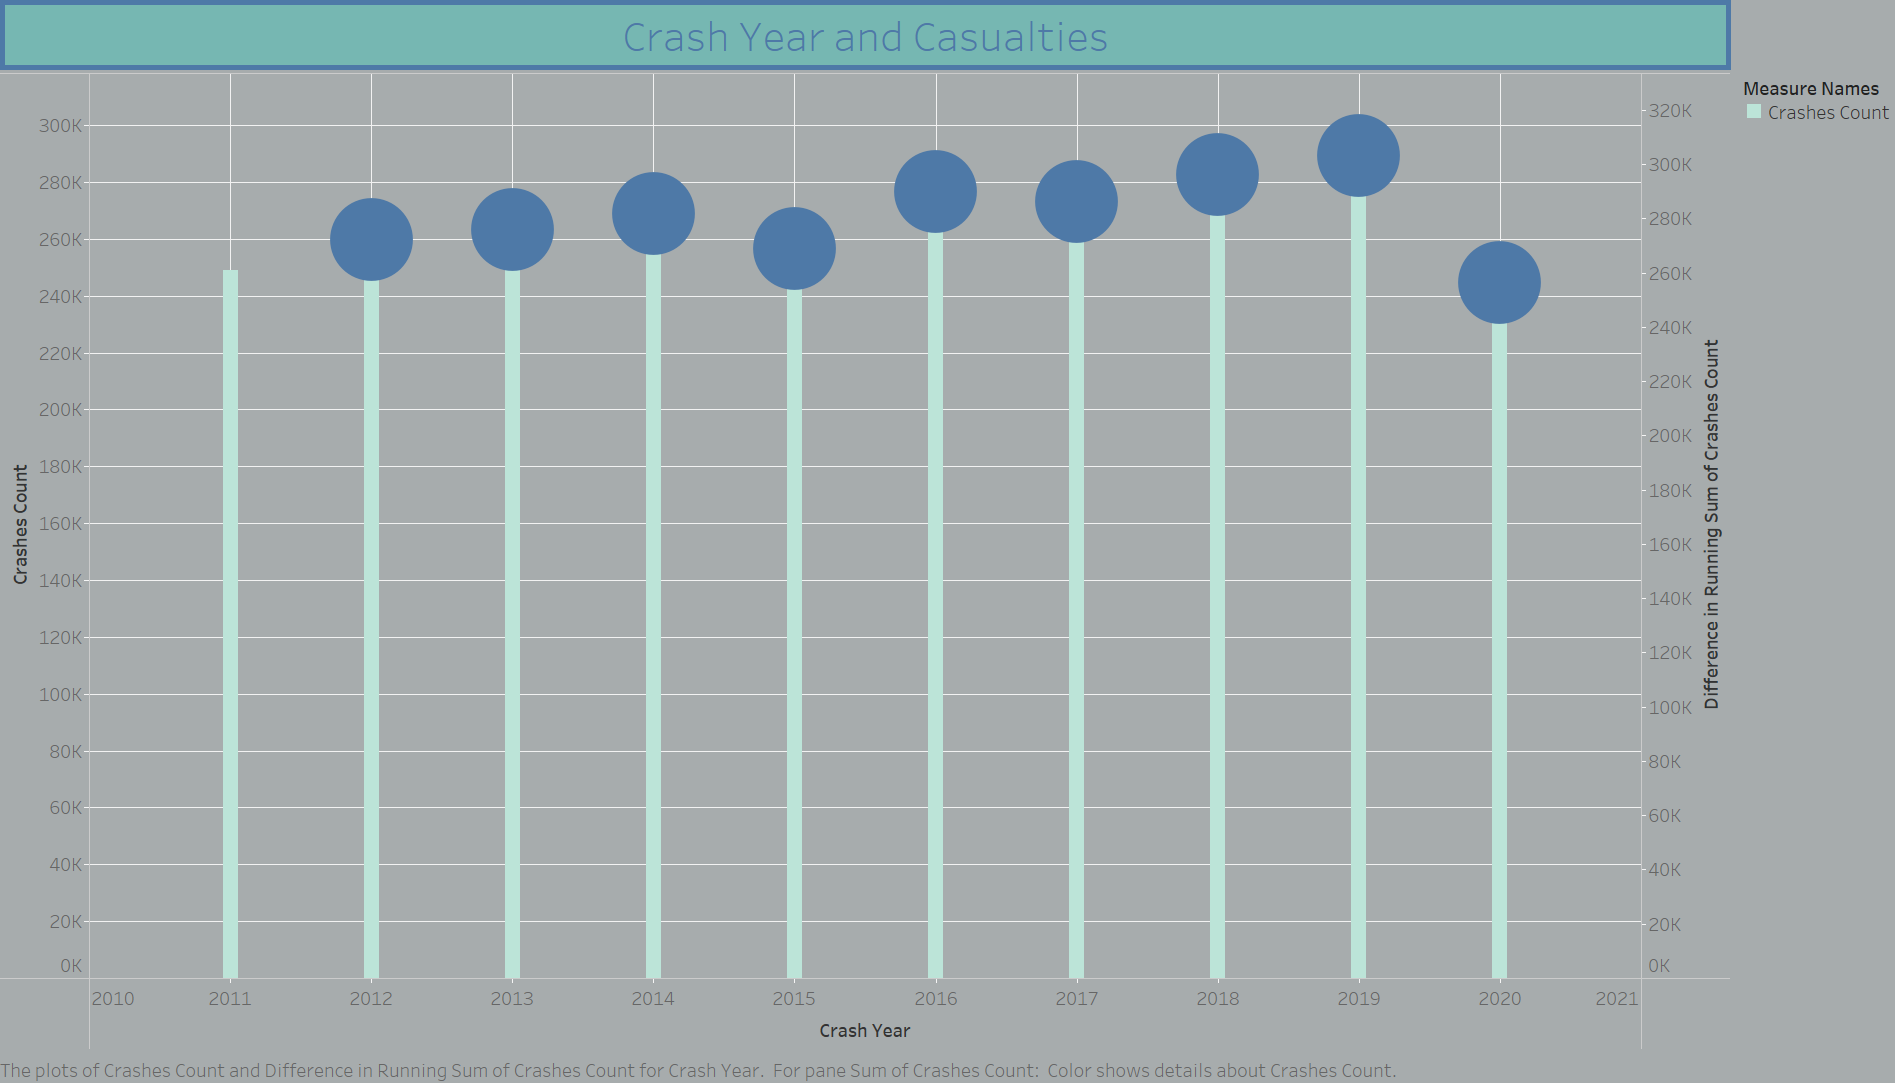 Crash Year and Casualties
Measure Names
Crashes Count
300K
280K
260K
240K
220K
200K
180K
160K
140K
120K
100K
80K
60K
40K
20K
0K
Crashes Count
320K
300K
280K
260K
240K
220K
200K
180K
160K
140K
120K
100K
80K
60K
40K
20K
0K
Difference in Running Sum of Crashes Count
2010 2011 2012 2013 2014 2015 2016 2017 2018 2019 2020 2021
Crash Year
The plots of Crashes Count and Difference in Running Sum of Crashes Count for Crash Year.  For pane Sum of Crashes Count:  Color shows details about Crashes Count.